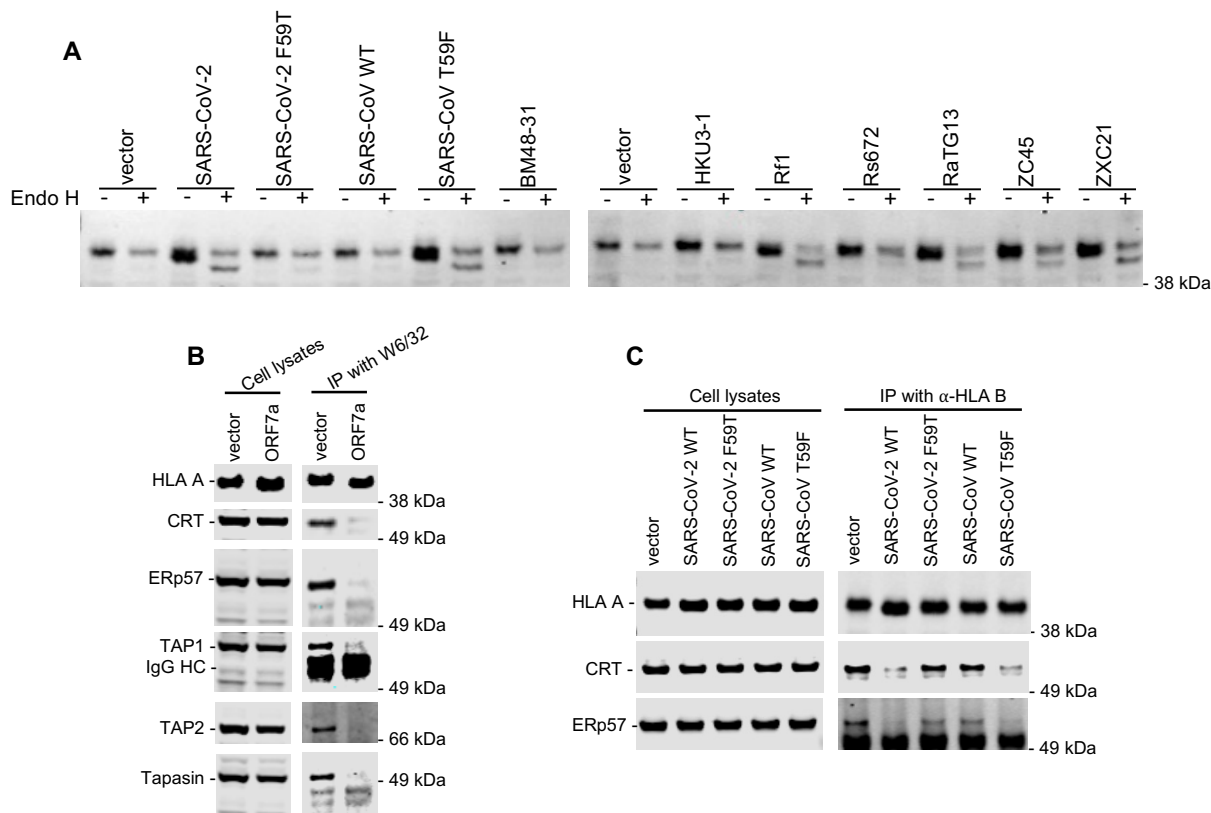 A
vector
SARS-CoV-2
SARS-CoV-2 F59T
SARS-CoV WT
SARS-CoV T59F
BM48-31
vector
HKU3-1
Rf1
Rs672
RaTG13
ZC45
ZXC21
Endo H - + - + - + - + - + - + - + - + - + - + - + - + - +
- 38 kDa
B
Cell lysates
IP with W6/32
vector
ORF7a
vector
ORF7a
HLA A -
- 38 kDa
CRT -
- 49 kDa
ERp57 -
- 49 kDa
TAP1 -
IgG HC -
- 49 kDa
TAP2 -
- 66 kDa
Tapasin -
- 49 kDa
C
Cell lysates
IP with α-HLA B
vector
SARS-CoV-2 WT
SARS-CoV-2 F59T
SARS-CoV WT
SARS-CoV T59F
vector
SARS-CoV-2 WT
SARS-CoV-2 F59T
SARS-CoV WT
SARS-CoV T59F
HLA A -
- 38 kDa
CRT -
- 49 kDa
ERp57 -
- 49 kDa